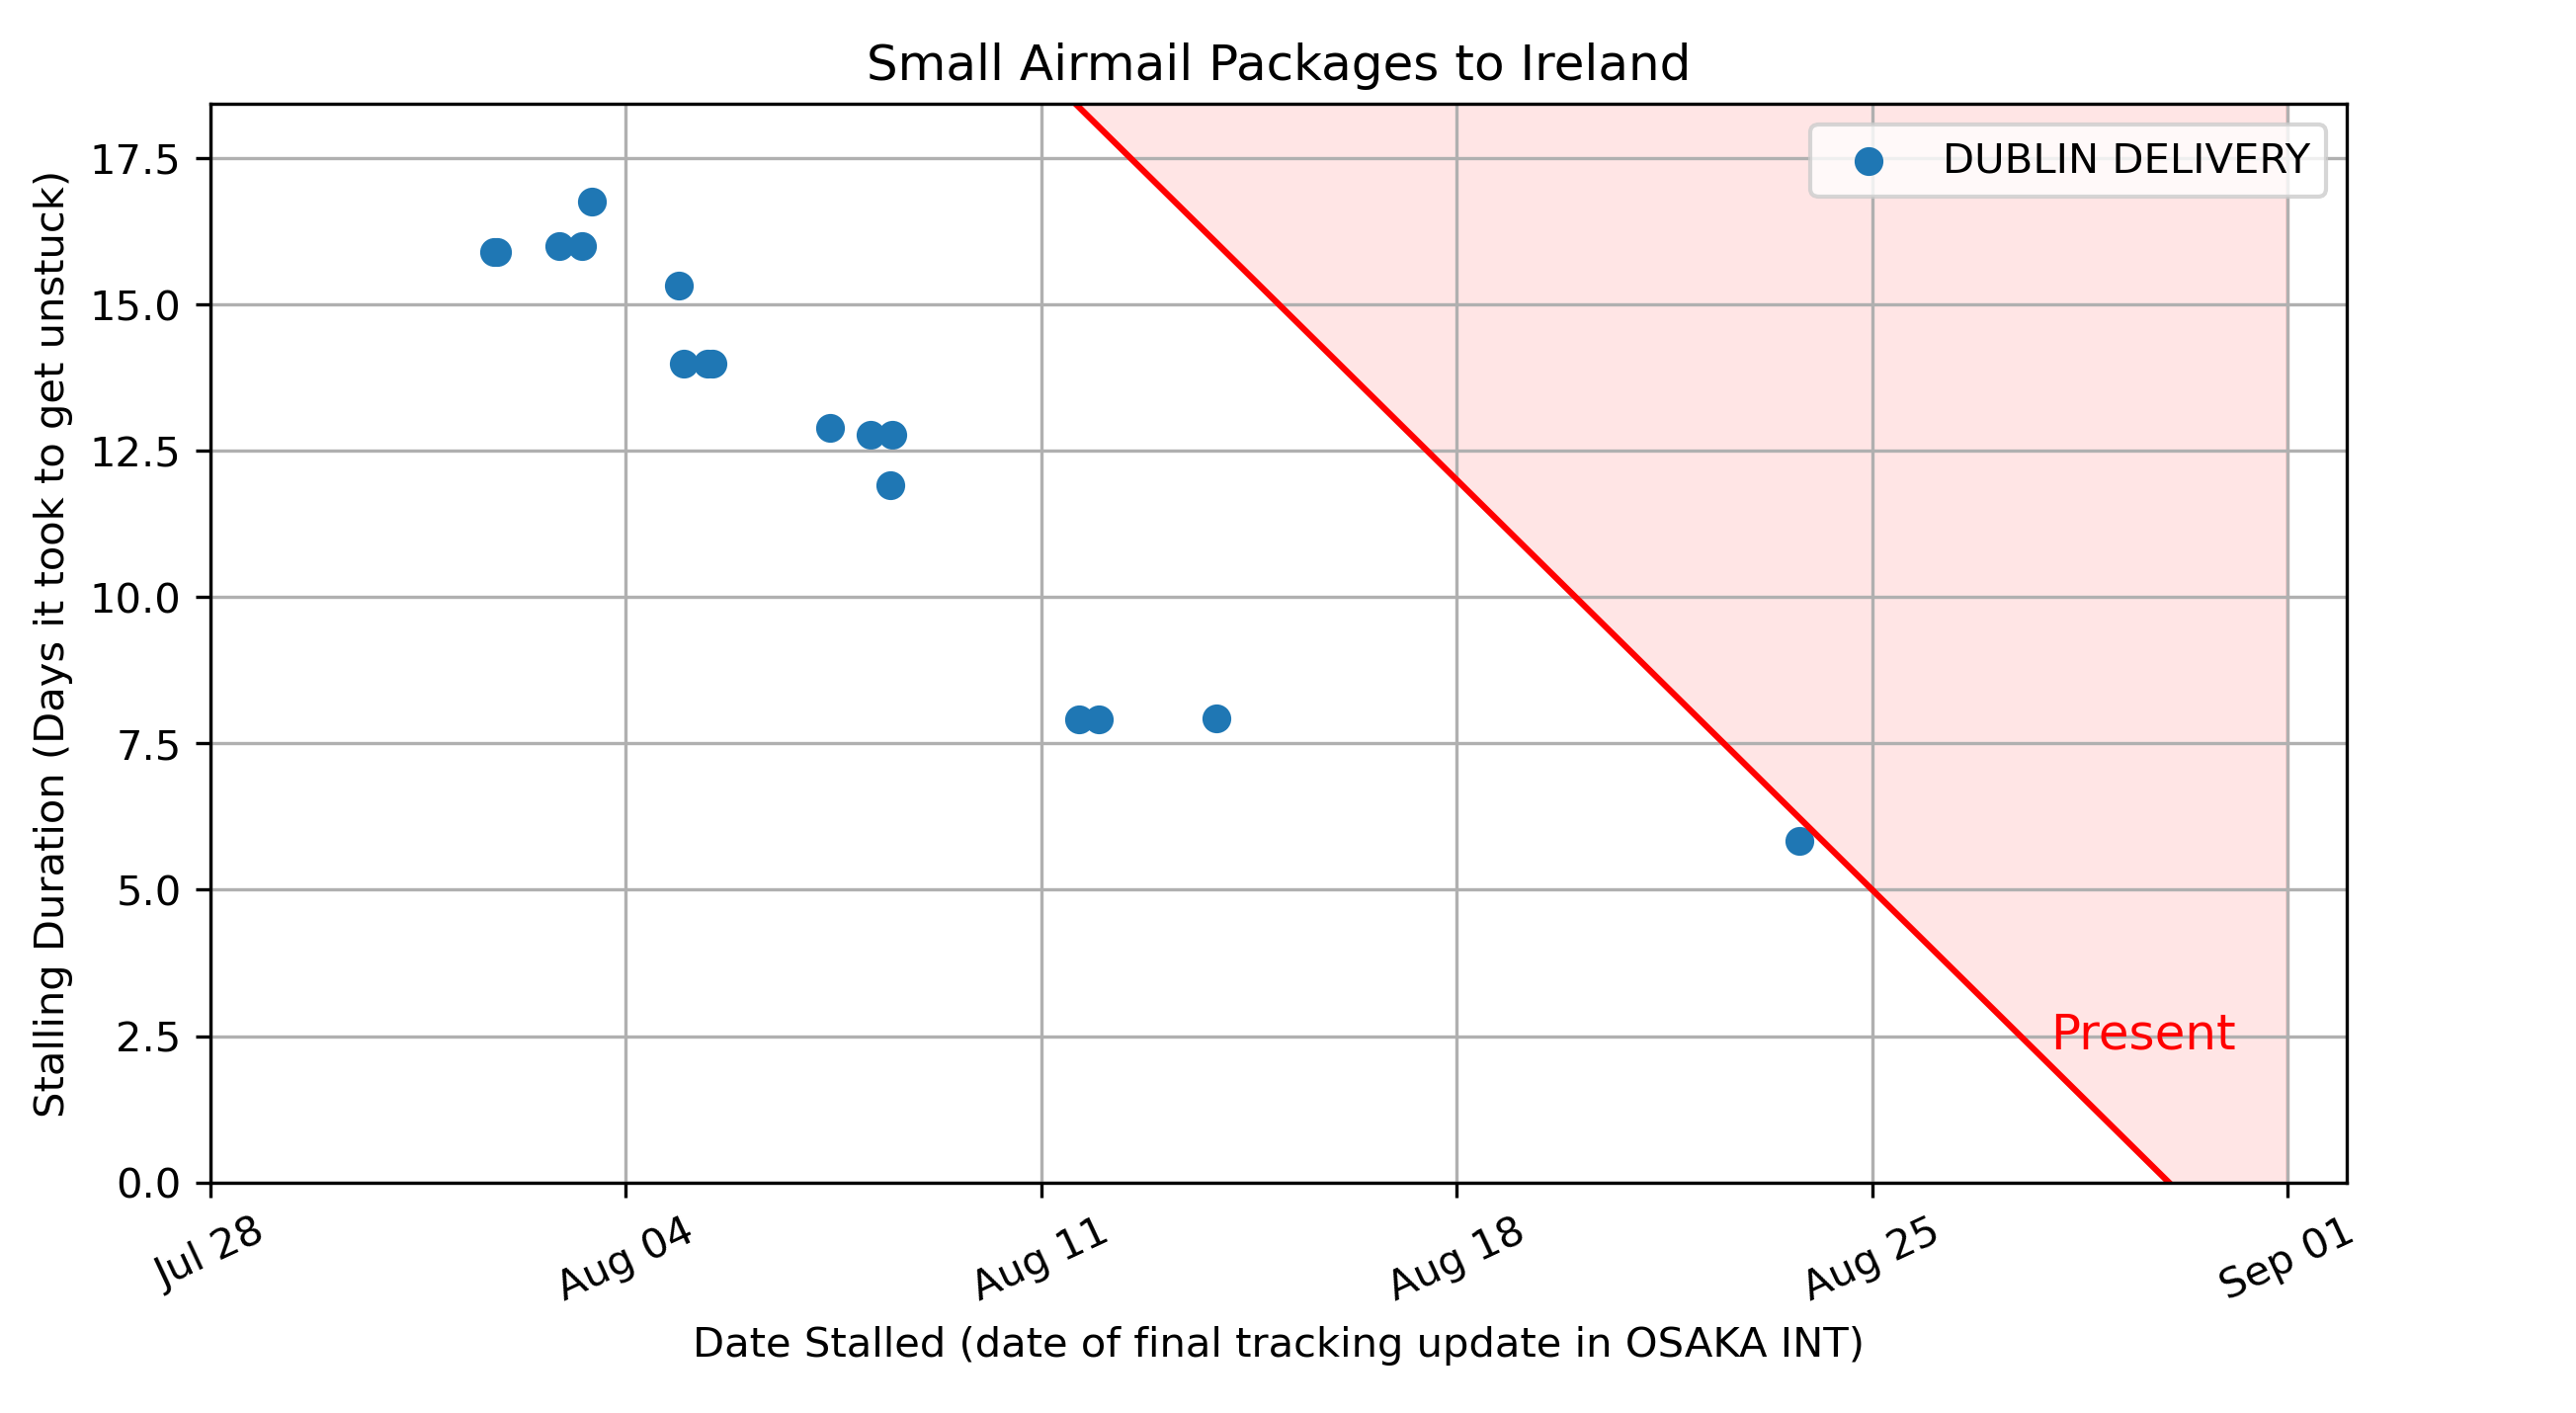 Small Airmail Packages to Ireland
DUBLIN DELIVERY
Stalling Duration (Days it took to get unstuck)
17.5
15.0
12.5
10.0
7.5
5.0
2.5
0.0
Present
Jul 28
Aug 04
Aug 11
Aug 18
Aug 25
Sep 01
Date Stalled (date of final tracking update in OSAKA INT)